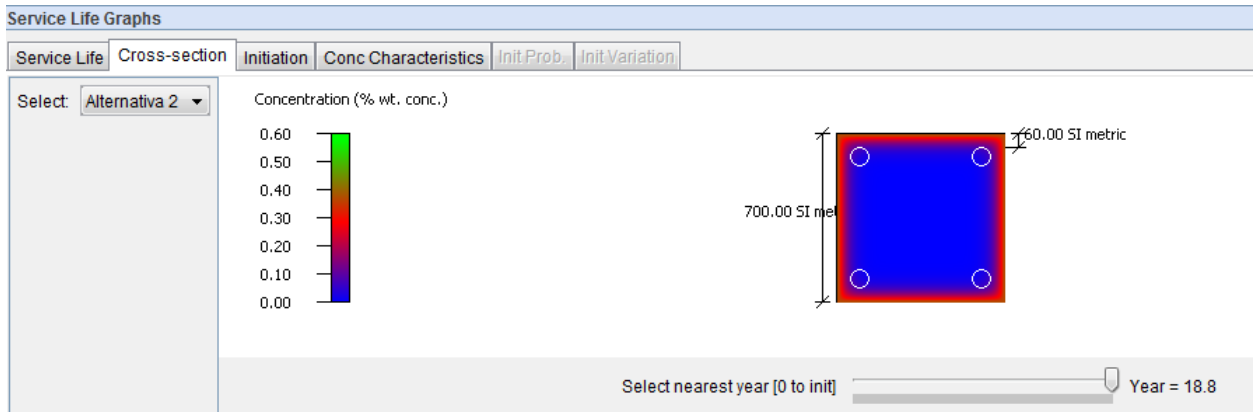 Service Life Graphs
Service Life Cross-section Initiation Conc Characteristics Init Prob. Init Variation
Select: Alternativa 2
Concentration (% wt. conc.)
0.60
0.50
0.40
0.30
0.20
0.10
0.00
60.00 SI metric
700.00 SI met
Select nearest year [0 to init] Year = 18.8